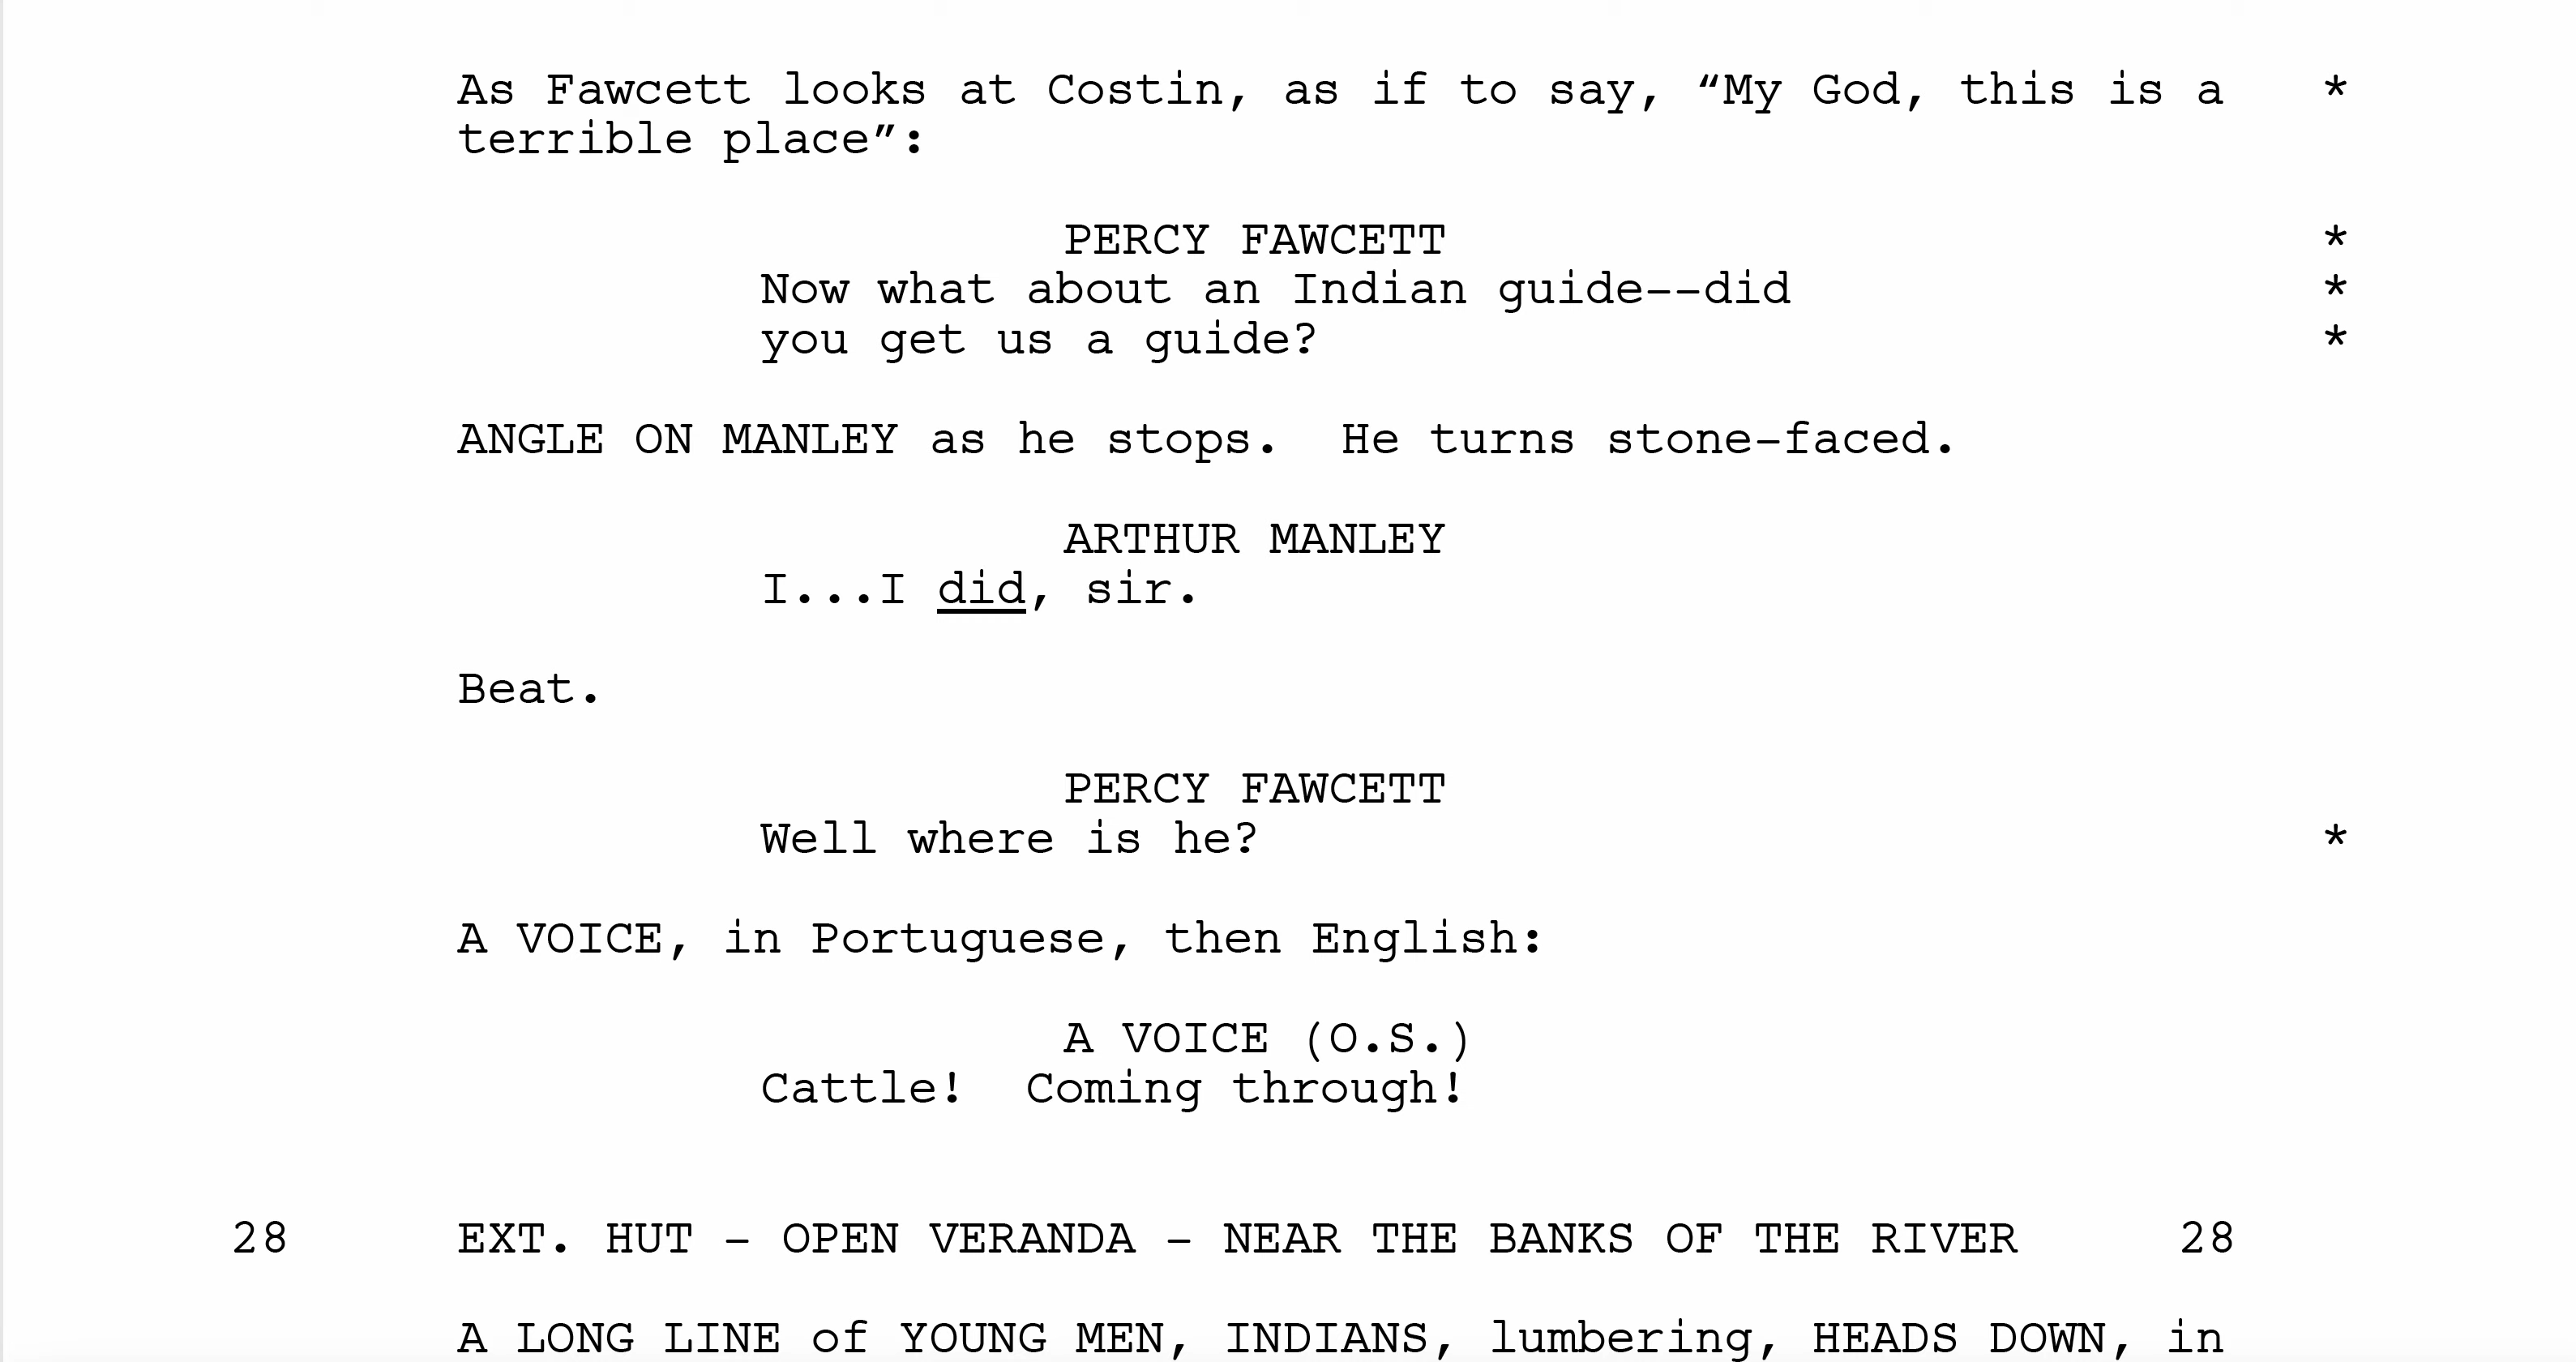 As Fawcett looks at Costin, as if to say, “My God, this is a *
terrible place”:
PERCY FAWCETT *
Now what about an Indian guide--did *
you get us a guide? *
ANGLE ON MANLEY as he stops.  He turns stone-faced.
ARTHUR MANLEY
I...I did, sir.
Beat.
PERCY FAWCETT
Well where is he? *
A VOICE, in Portuguese, then English:
A VOICE (O.S.)
Cattle!  Coming through!
28 EXT. HUT - OPEN VERANDA - NEAR THE BANKS OF THE RIVER 28
A LONG LINE of YOUNG MEN, INDIANS, lumbering, HEADS DOWN, in